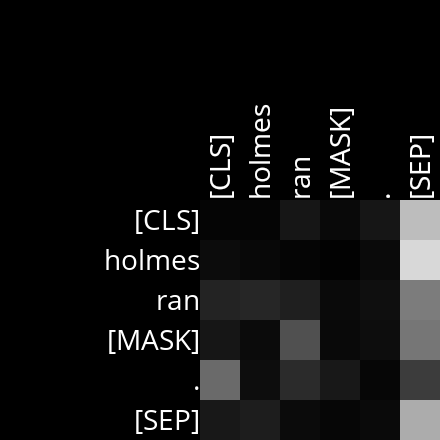 [CLS]
holmes
ran
[MASK]
.
[SEP]
[CLS]
holmes
ran
[MASK]
.
[SEP]